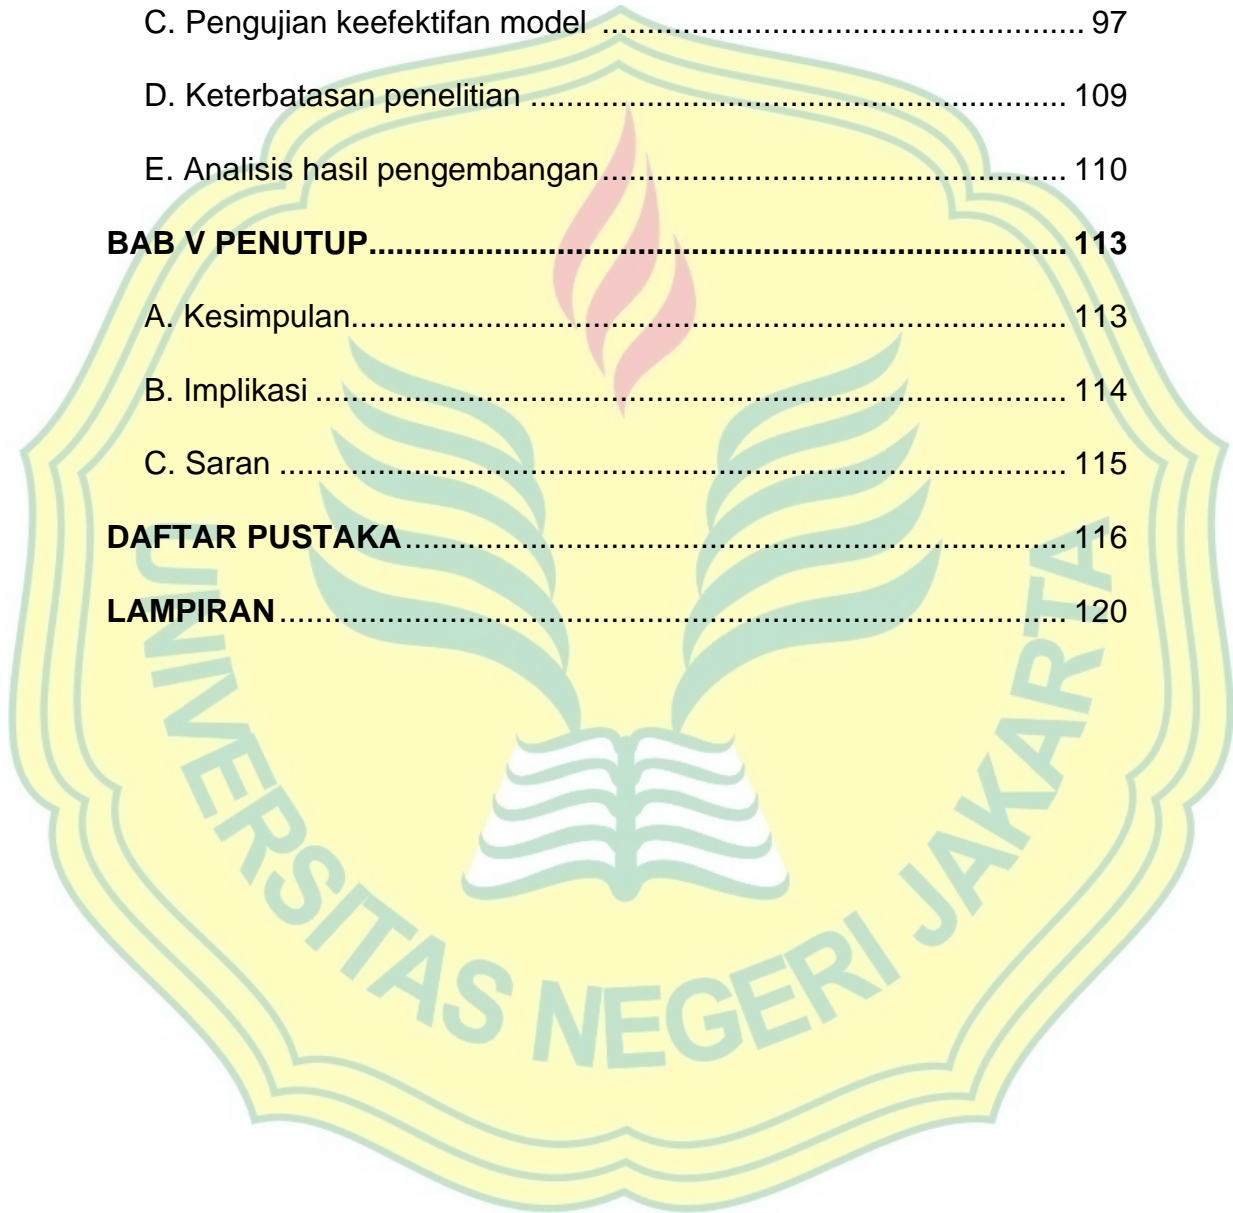 C. Pengujian keefektifan model ...................................................... 97
D. Keterbatasan penelitian ............................................................ 109
E. Analisis hasil pengembangan.................................................... 110
BAB V PENUTUP.............................................................................. 113
A. Kesimpulan................................................................................ 113
B. Implikasi .................................................................................... 114
C. Saran ........................................................................................ 115
DAFTAR PUSTAKA.......................................................................... 116
LAMPIRAN........................................................................................ 120
UNIVERSITAS NEGERI JAKARTA